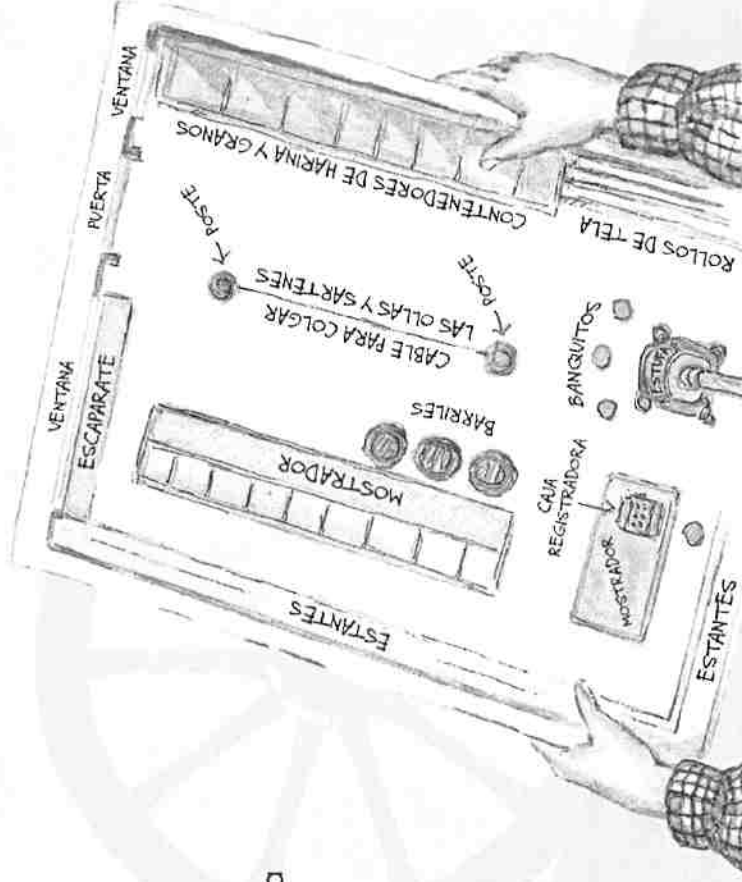 VENTANA
PUERTA
VENTANA
ESCAPARATE
CONTENEDORES DE HARINA Y GRANOS
ROLLOS DE TELA
POSTE
POSTE
CABLE PARA COLGAR
LAS OLLAS Y SARTENES
BANQUITOS
ESTUFA
BARRILES
MOSTRADOR
CAJA
REGISTRADORA
MOSTRADOR
ESTANTES
ESTANTES